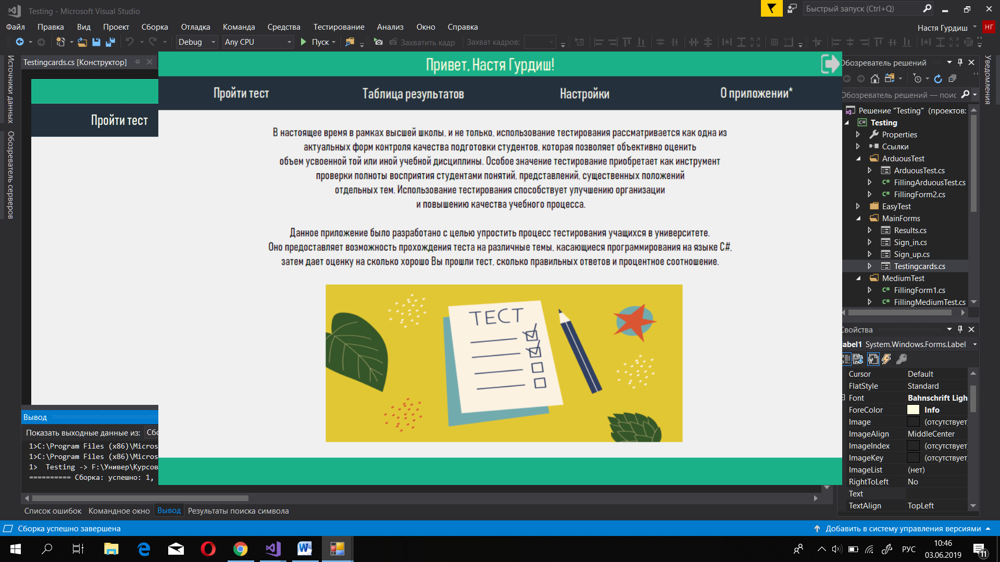 Testing - Microsoft Visual Studio
Быстрый запуск (Ctrl+Q)
Файл Правка Вид Проект Сборка Отладка Команда Средства Тестирование Анализ Окно Справка
Настя Гурдиш НГ
Debug Any CPU Пуск Захватить кадр Захват кадров:
Источники данных
Обозреватель серверов
Testingcards.cs [Конструктор]
Пройти тест
Привет, Настя Гурдиш!
Пройти тест Таблица результатов Настройки О приложении*
В настоящее время в рамках высшей школы, и не только, использование тестирования рассматривается как одна из
актуальных форм контроля качества подготовки студентов, которая позволяет объективно оценить
объем усвоенной той или иной учебной дисциплины. Особое значение тестирование приобретает как инструмент
проверки полноты восприятия студентами понятий, представлений, существенных положений
отдельных тем. Использование тестирования способствует улучшению организации
и повышению качества учебного процесса.
Данное приложение было разработано с целью упростить процесс тестирования учащихся в университете.
Оно предоставляет возможность прохождения теста на различные темы, касающиеся программирования на языке C#,
затем дает оценку на сколько хорошо Вы прошли тест, сколько правильных ответов и процентное соотношение.
ТЕСТ
Обозреватель решений
Обозреватель решений — поис
Решение "Testing" (проектов:
Testing
Properties
Ссылки
ArduousTest
ArduousTest.cs
FillingArduousTest.cs
FillingForm2.cs
EasyTest
MainForms
Results.cs
Sign_in.cs
Sign_up.cs
Testingcards.cs
MediumTest
FillingForm1.cs
FillingMediumTest.cs
Уведомления
Свойства
label1 System.Windows.Forms.Label
Cursor Default
FlatStyle Standard
Font Bahnschrift Ligh
ForeColor Info
Image (отсутствует)
ImageAlign MiddleCenter
ImageIndex (отсутствует)
ImageKey (отсутствует)
ImageList (нет)
RightToLeft No
Text
TextAlign TopLeft
Вывод
Показать выходные данные из: Сбо
1>C:\Program Files (x86)\Micros
1>C:\Program Files (x86)\Micros
1> Testing -> F:\Универ\Курсов
========== Сборка: успешно: 1,
Список ошибок Командное окно Вывод Результаты поиска символа
Сборка успешно завершена
Добавить в систему управления версиями
РУС
10:46
03.06.2019
11